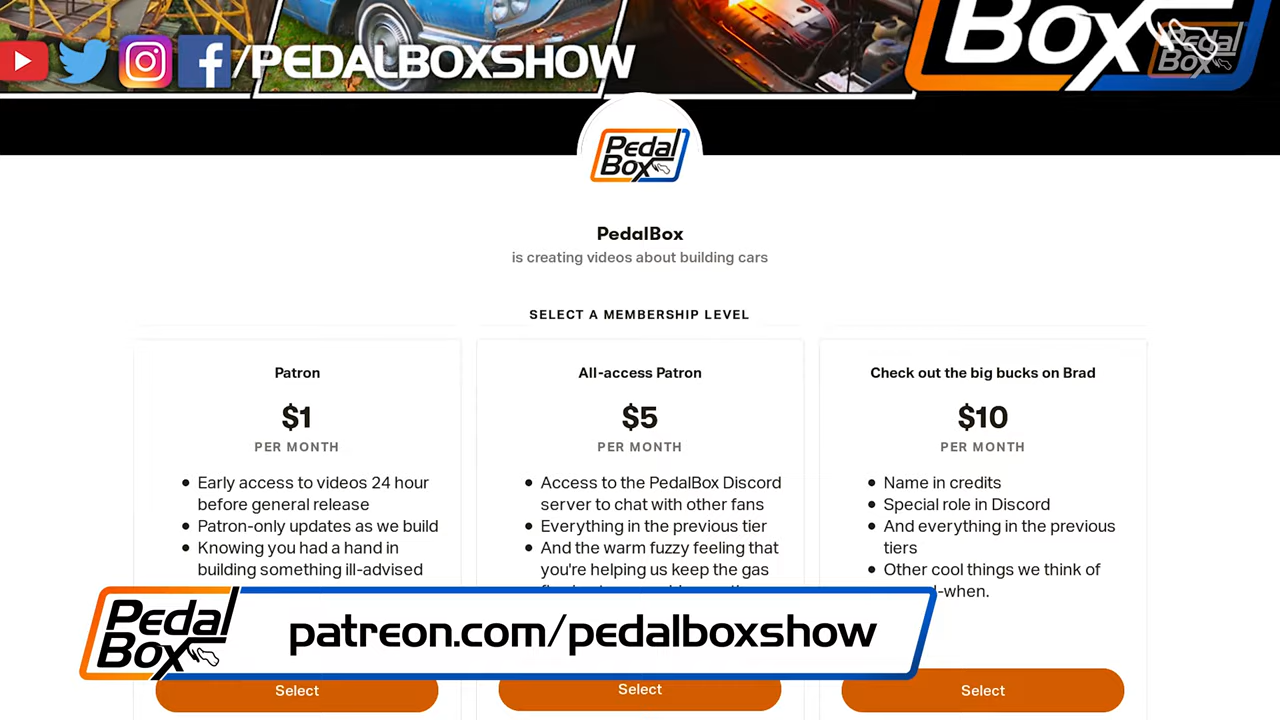 Box
Pedal
Box
/PEDALBOXSHOW
Pedal
Box
PedalBox
is creating videos about building cars
SELECT A MEMBERSHIP LEVEL
Patron
$1
PER MONTH
Early access to videos 24 hour
before general release
Patron-only updates as we build
Knowing you had a hand in
building something ill-advised
Select
All-access Patron
$5
PER MONTH
Access to the PedalBox Discord
server to chat with other fans
Everything in the previous tier
And the warm fuzzy feeling that
you're helping us keep the gas
Select
Check out the big bucks on Brad
$10
PER MONTH
Name in credits
Special role in Discord
And everything in the previous
tiers
Other cool things we think of
-when.
Select
Pedal
Box
patreon.com/pedalboxshow